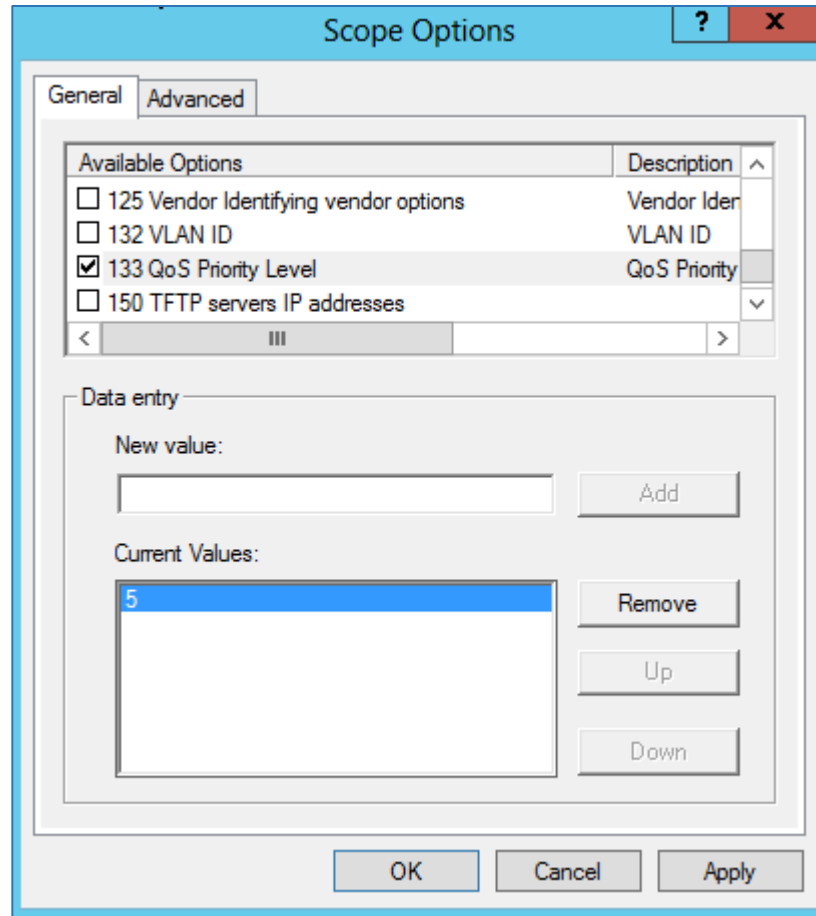 Scope Options
?
x
General
Advanced
Available Options
Description
125 Vendor Identifying vendor options
Vendor Iden
132 VLAN ID
VLAN ID
133 QoS Priority Level
QoS Priority
150 TFTP servers IP addresses
Data entry
New value:
Add
Current Values:
5
Remove
Up
Down
OK
Cancel
Apply